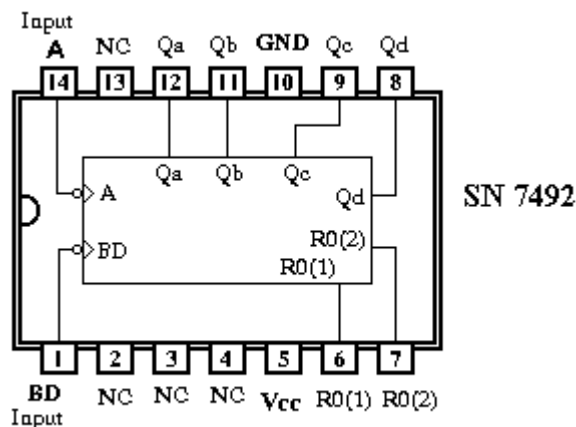 Input
A NC Qa Qb GND Qc Qd
14 13 12 11 10 9 8
Qa Qb Qc
A Qd
SN 7492
BD R0(2)
R0(1)
1 2 3 4 5 6 7
BD NC NC NC Vcc R0(1) R0(2)
Input